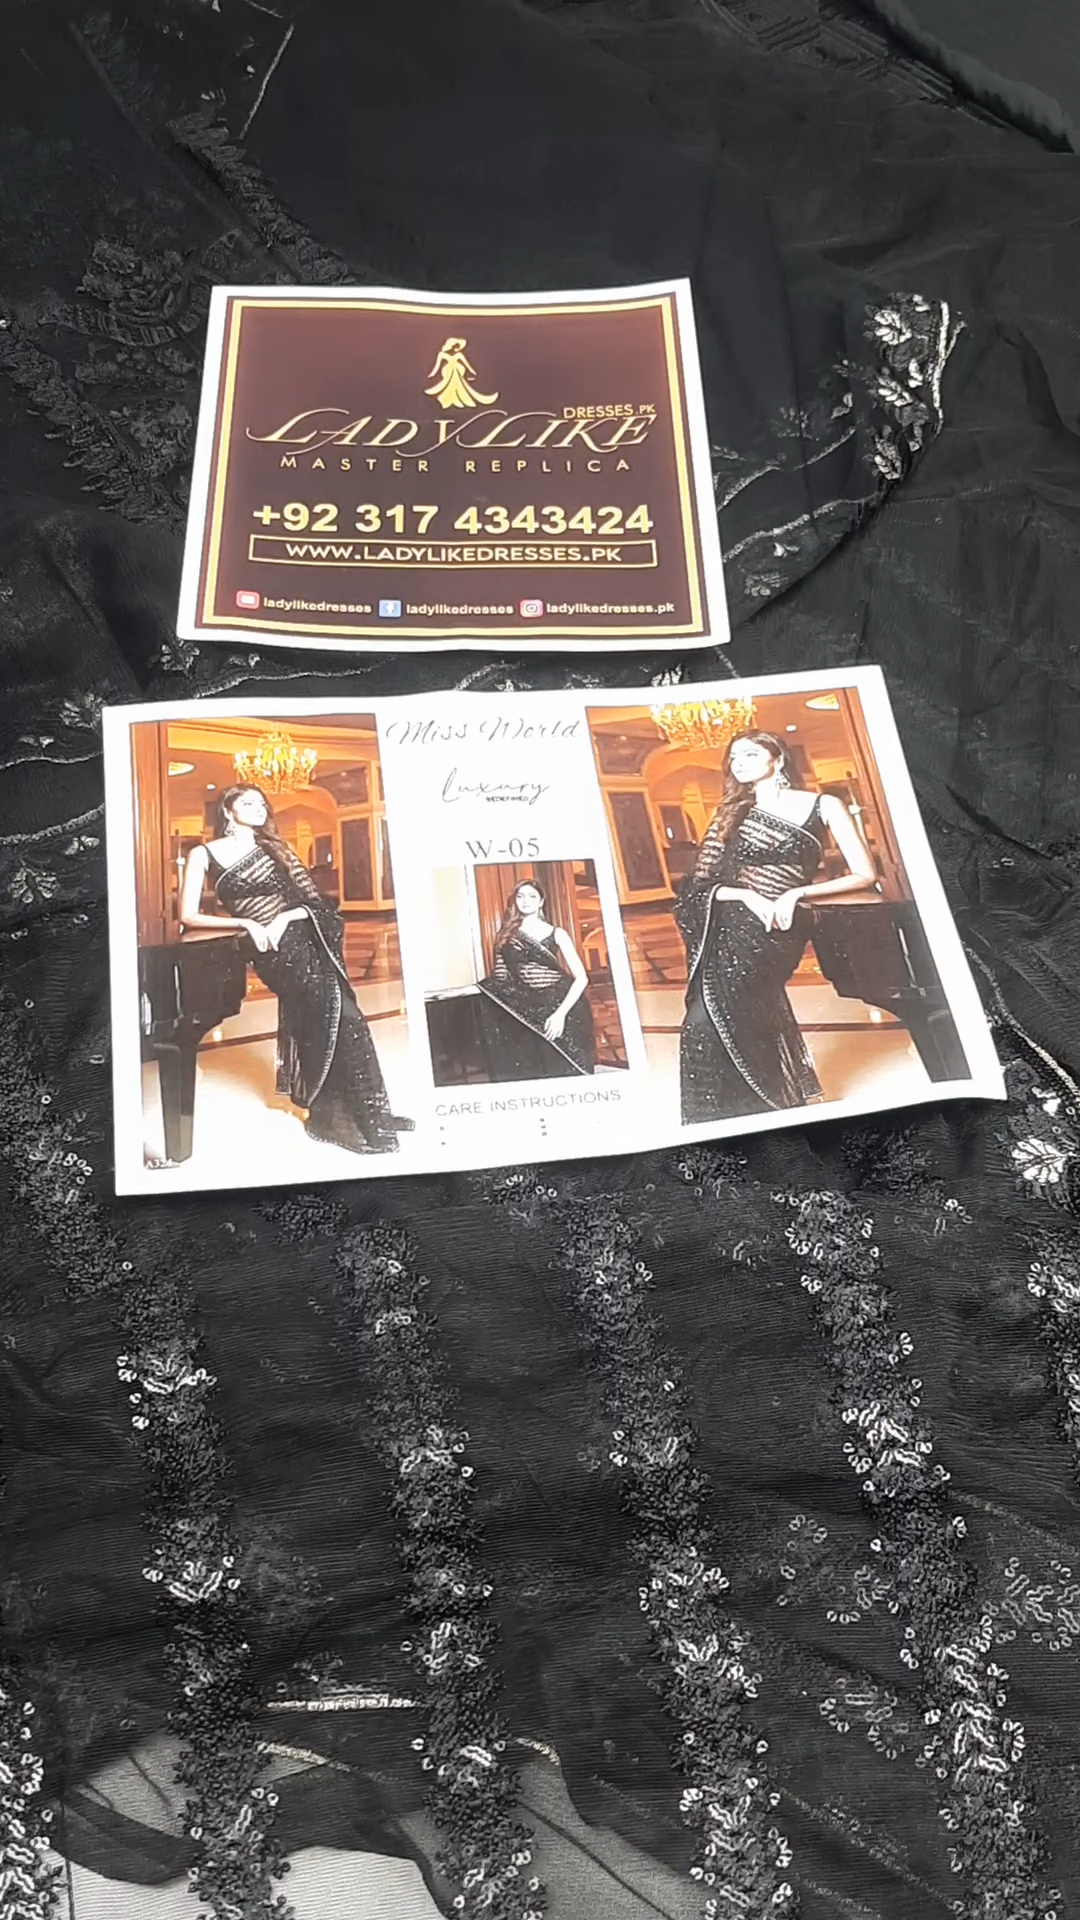 DRESSES.PK
LADYLIKE
MASTER REPLICA
+92 317 4343424
WWW.LADYLIKEDRESSES.PK
ladylikedresses ladylikedresses ladylikedresses.pk
Miss World
Luxury
REDEFINED
W-05
CARE INSTRUCTIONS